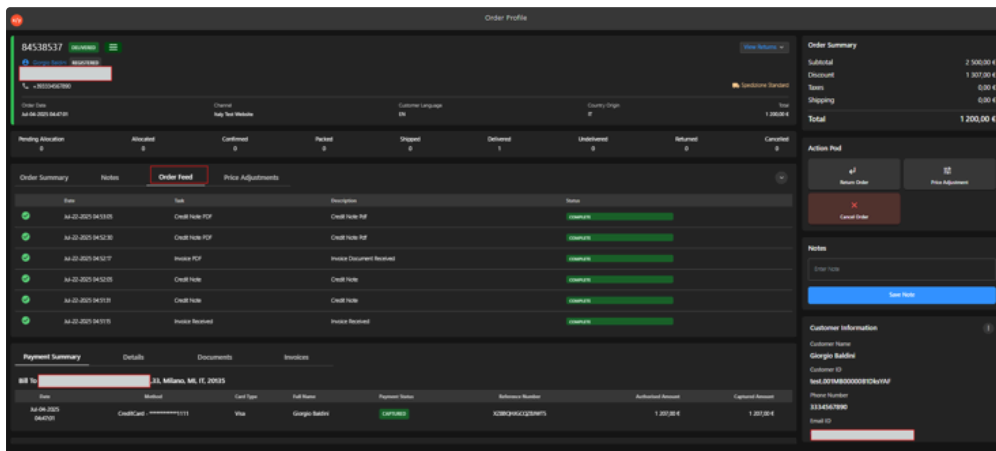 Order Profile
84538537 DELIVERED
Giorgio Baldini REGISTERED
+393334567890
View Returns
Speedstone Standard
Order Date Channel Customer Language Country Origin Total
Jul-04-2025 04:47:01 Italy Test Website EN IT 1 200,00 €
Pending Allocation Allocated Confirmed Packed Shipped Delivered Undelivered Returned Cancelled
0 0 0 0 0 1 0 0 0
Order Summary Notes Order Feed Price Adjustments
Date Task Description Status
Jul-22-2025 04:53:05 Credit Note PDF Credit Note Pdf COMPLETE
Jul-22-2025 04:52:30 Credit Note PDF Credit Note Pdf COMPLETE
Jul-22-2025 04:52:17 Invoice PDF Invoice Document Received COMPLETE
Jul-22-2025 04:52:05 Credit Note Credit Note COMPLETE
Jul-22-2025 04:51:31 Credit Note Credit Note COMPLETE
Jul-22-2025 04:51:15 Invoice Received Invoice Received COMPLETE
Payment Summary Details Documents Invoices
Bill To ,33, Milano, MI, IT, 20135
Date Method Card Type Full Name Payment Status Reference Number Authorised Amount Captured Amount
Jul-04-2025
04:47:01
CreditCard - **********1111 Visa Giorgio Baldini CAPTURED 1 207,00 € 1 207,00 €
Order Summary
Subtotal 2 500,00 €
Discount 1 307,00 €
Taxes 0,00 €
Shipping 0,00 €
Total 1 200,00 €
Action Pod
Return Order Price Adjustment
Cancel Order
Notes
Enter Note
Save Note
Customer Information
Customer Name
Giorgio Baldini
Customer ID
Phone Number
3334567890
Email ID